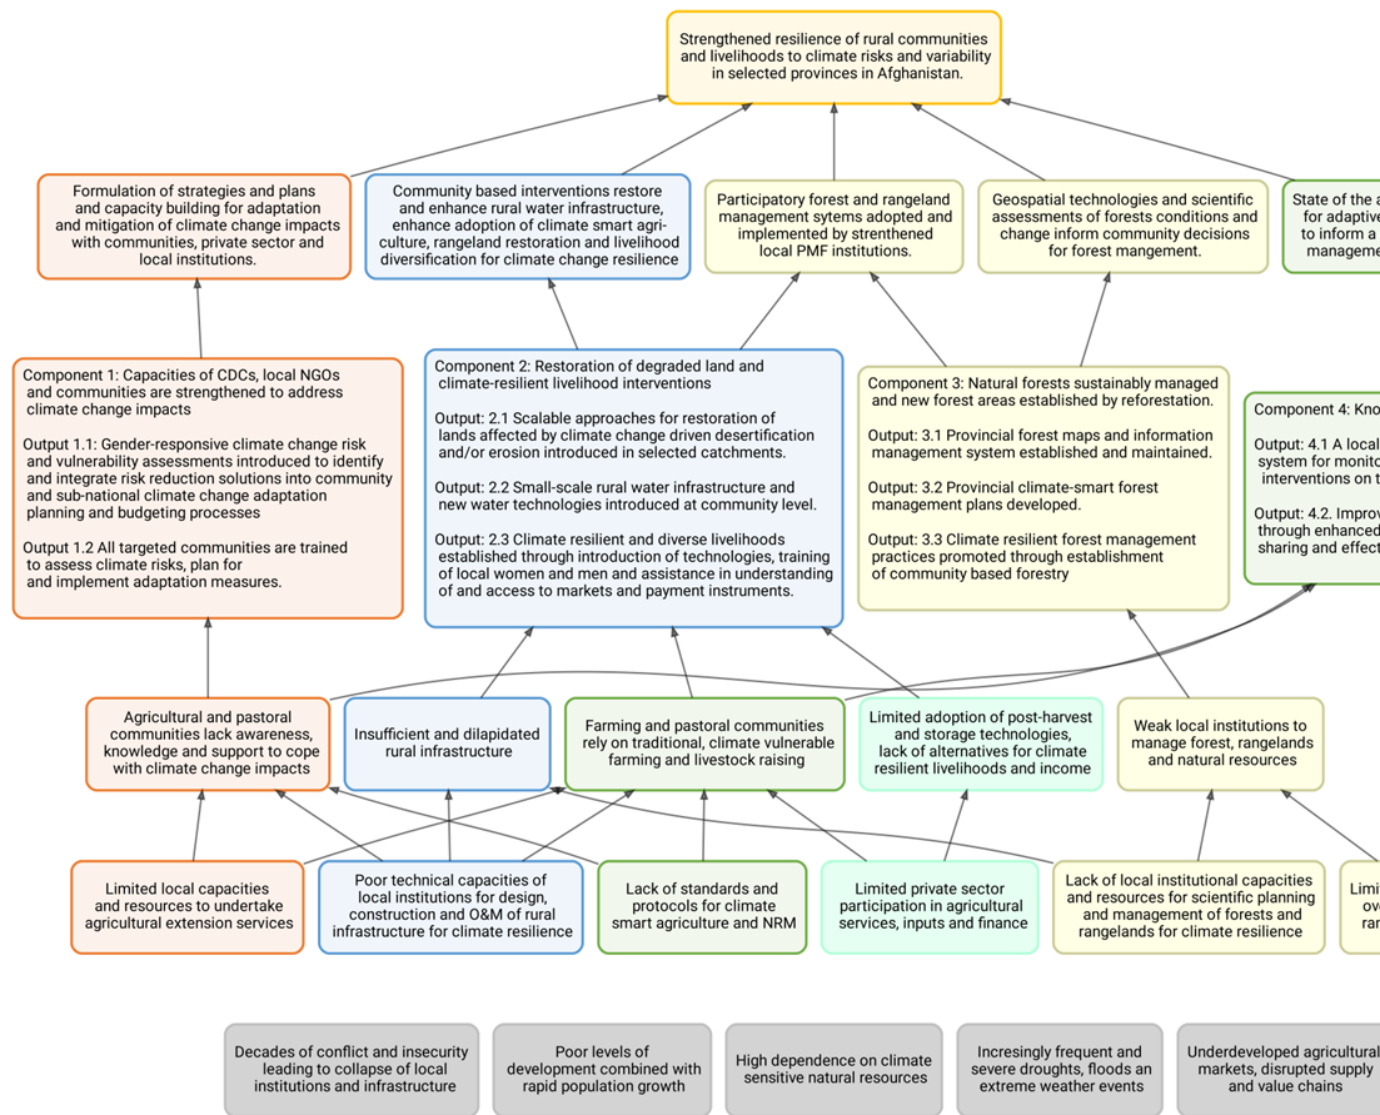 Strengthened resilience of rural communities
and livelihoods to climate risks and variability
in selected provinces in Afghanistan.
Formulation of strategies and plans
and capacity building for adaptation
and mitigation of climate change impacts
with communities, private sector and
local institutions.
Community based interventions restore
and enhance rural water infrastructure,
enhance adoption of climate smart agri-
culture, rangeland restoration and livelihood
diversification for climate change resilience
Participatory forest and rangeland
management sytems adopted and
implemented by strenthened
local PMF institutions.
Geospatial technologies and scientific
assessments of forests conditions and
change inform community decisions
for forest mangement.
State of the a
for adaptive
to inform a
manageme
Component 1: Capacities of CDCs, local NGOs
and communities are strengthened to address
climate change impacts
Output 1.1: Gender-responsive climate change risk
and vulnerability assessments introduced to identify
and integrate risk reduction solutions into community
and sub-national climate change adaptation
planning and budgeting processes
Output 1.2 All targeted communities are trained
to assess climate risks, plan for
and implement adaptation measures.
Component 2: Restoration of degraded land and
climate-resilient livelihood interventions
Output: 2.1 Scalable approaches for restoration of
lands affected by climate change driven desertification
and/or erosion introduced in selected catchments.
Output: 2.2 Small-scale rural water infrastructure and
new water technologies introduced at community level.
Output: 2.3 Climate resilient and diverse livelihoods
established through introduction of technologies, training
of local women and men and assistance in understanding
of and access to markets and payment instruments.
Component 3: Natural forests sustainably managed
and new forest areas established by reforestation.
Output: 3.1 Provincial forest maps and information
management system established and maintained.
Output: 3.2 Provincial climate-smart forest
management plans developed.
Output: 3.3 Climate resilient forest management
practices promoted through establishment
of community based forestry
Component 4: Kno
Output: 4.1 A local
system for monito
interventions on t
Output: 4.2. Improv
through enhanced
sharing and effect
Agricultural and pastoral
communities lack awareness,
knowledge and support to cope
with climate change impacts
Insufficient and dilapidated
rural infrastructure
Farming and pastoral communities
rely on traditional, climate vulnerable
farming and livestock raising
Limited adoption of post-harvest
and storage technologies,
lack of alternatives for climate
resilient livelihoods and income
Weak local institutions to
manage forest, rangelands
and natural resources
Limited local capacities
and resources to undertake
agricultural extension services
Poor technical capacities of
local institutions for design,
construction and O&M of rural
infrastructure for climate resilience
Lack of standards and
protocols for climate
smart agriculture and NRM
Limited private sector
participation in agricultural
services, inputs and finance
Lack of local institutional capacities
and resources for scientific planning
and management of forests and
rangelands for climate resilience
Limi
ov
ran
Decades of conflict and insecurity
leading to collapse of local
institutions and infrastructure
Poor levels of
development combined with
rapid population growth
High dependence on climate
sensitive natural resources
Incresingly frequent and
severe droughts, floods an
extreme weather events
Underdeveloped agricultural
markets, disrupted supply
and value chains